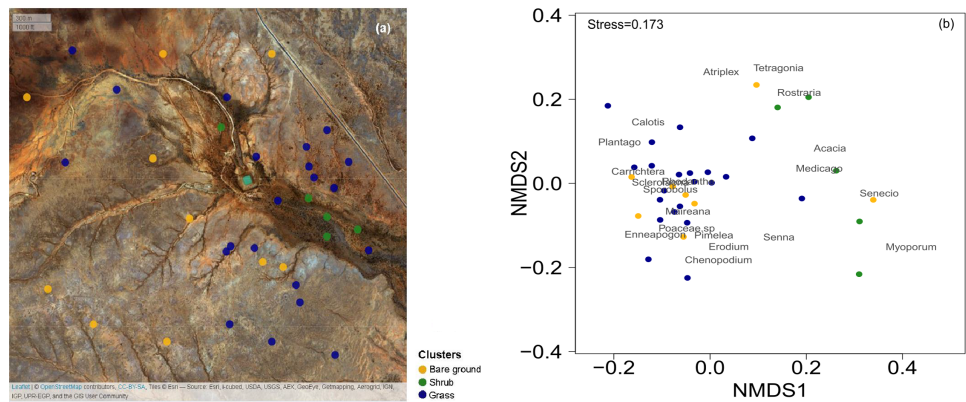 300 m
1000 ft
(a)
Leaflet | © OpenStreetMap contributors, CC-BY-SA, Tiles © Esri — Source: Esri, i-cubed, USDA, USGS, AEX, GeoEye, Getmapping, Aerogrid, IGN,
IGP, UPR-EGP, and the GIS User Community
Clusters
Bare ground
Shrub
Grass
Stress=0.173
(b)
NMDS2
0.4
0.2
0.0
−0.2
−0.4
Atriplex
Tetragonia
Rostraria
Calotis
Plantago
Acacia
Medicago
Carrichtera
Senecio
Maireana
Poaceae.sp
Enneapogon
Pimelea
Senna
Erodium
Myoporum
Chenopodium
−0.2
0.0
0.2
0.4
NMDS1